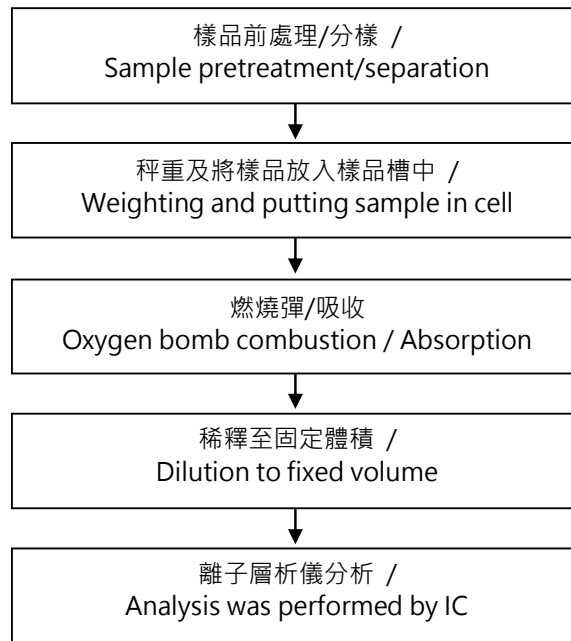 樣品前處理/分樣 /
Sample pretreatment/separation
秤重及將樣品放入樣品槽中 /
Weighting and putting sample in cell
燃燒彈/吸收
Oxygen bomb combustion / Absorption
稀釋至固定體積 /
Dilution to fixed volume
離子層析儀分析 /
Analysis was performed by IC